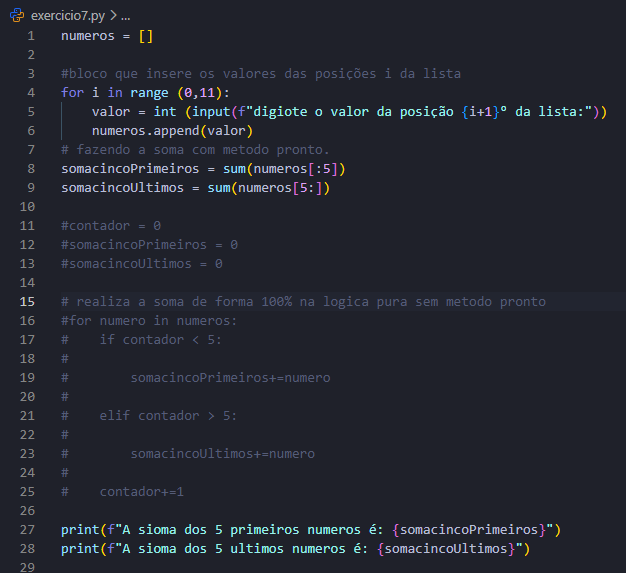 exercicio7.py > ...
1 numeros = []
2
3 #bloco que insere os valores das posições i da lista
4 for i in range (0,11):
5     valor = int (input(f"digiote o valor da posição {i+1}º da lista:"))
6     numeros.append(valor)
7 # fazendo a soma com metodo pronto.
8 somacincoPrimeiros = sum(numeros[:5])
9 somacincoUltimos = sum(numeros[5:])
10
11 #contador = 0
12 #somacincoPrimeiros = 0
13 #somacincoUltimos = 0
14
15 # realiza a soma de forma 100% na logica pura sem metodo pronto
16 #for numero in numeros:
17 #    if contador < 5:
18 #
19 #        somacincoPrimeiros+=numero
20 #
21 #    elif contador > 5:
22 #
23 #        somacincoUltimos+=numero
24 #
25 #    contador+=1
26
27 print(f"A sioma dos 5 primeiros numeros é: {somacincoPrimeiros}")
28 print(f"A sioma dos 5 ultimos numeros é: {somacincoUltimos}")
29